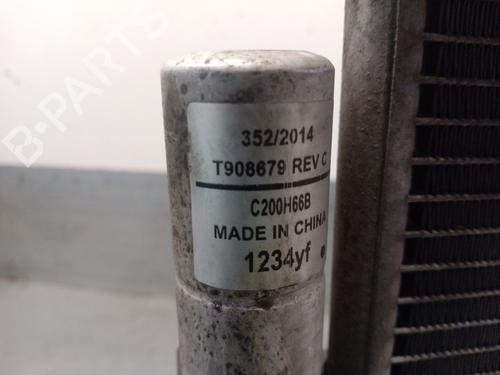 B-PARTS
352/2014
T908679 REV C
C200H66B
MADE IN CHINA
1234yf